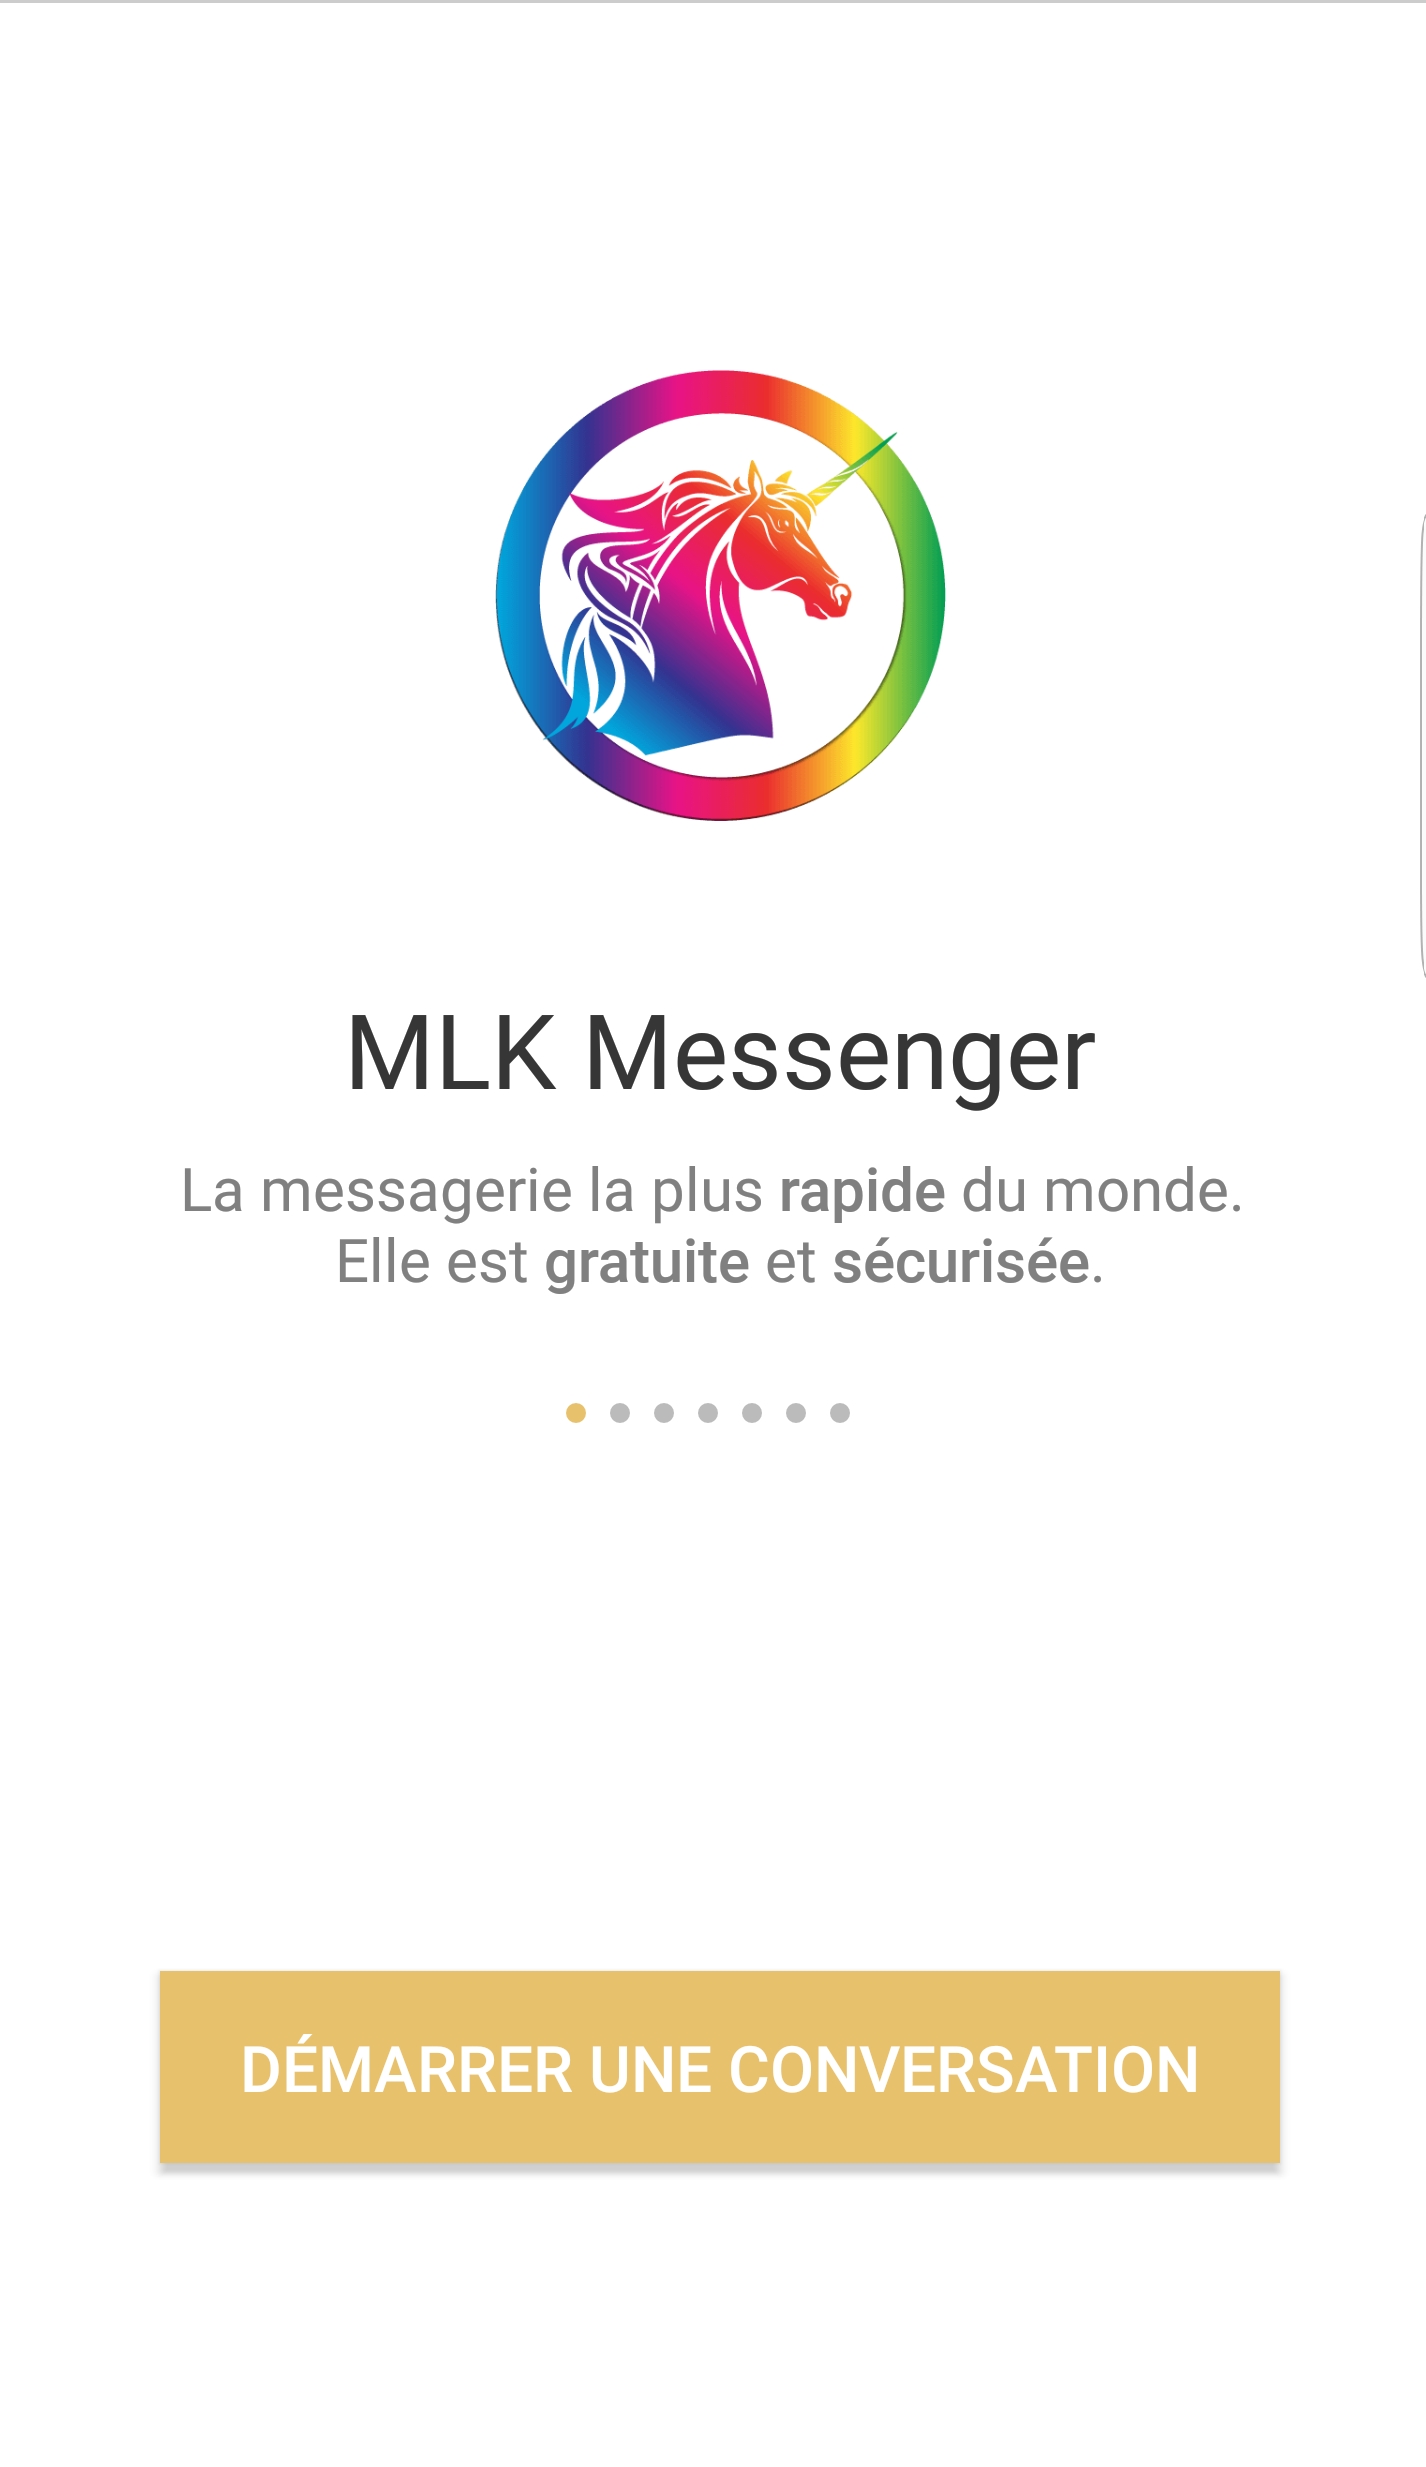 MLK Messenger
La messagerie la plus rapide du monde.
Elle est gratuite et sécurisée.
DÉMARRER UNE CONVERSATION